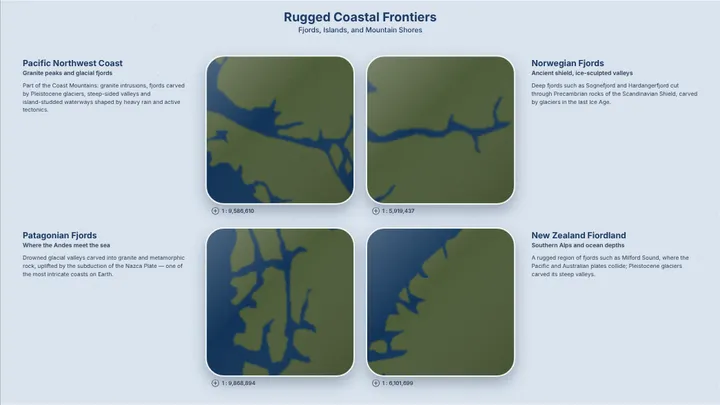 Rugged Coastal Frontiers
Fjords, Islands, and Mountain Shores
Pacific Northwest Coast
Granite peaks and glacial fjords
Part of the Coast Mountains: granite intrusions, fjords carved
by Pleistocene glaciers, steep-sided valleys and
island-studded waterways shaped by heavy rain and active
tectonics.
1 : 9,586,610
Norwegian Fjords
Ancient shield, ice-sculpted valleys
Deep fjords such as Sognefjord and Hardangerfjord cut
through Precambrian rocks of the Scandinavian Shield, carved
by glaciers in the last Ice Age.
1 : 5,919,437
Patagonian Fjords
Where the Andes meet the sea
Drowned glacial valleys carved into granite and metamorphic
rock, uplifted by the subduction of the Nazca Plate — one of
the most intricate coasts on Earth.
1 : 9,868,894
New Zealand Fiordland
Southern Alps and ocean depths
A rugged region of fjords such as Milford Sound, where the
Pacific and Australian plates collide; Pleistocene glaciers
carved its steep valleys.
1 : 6,101,699